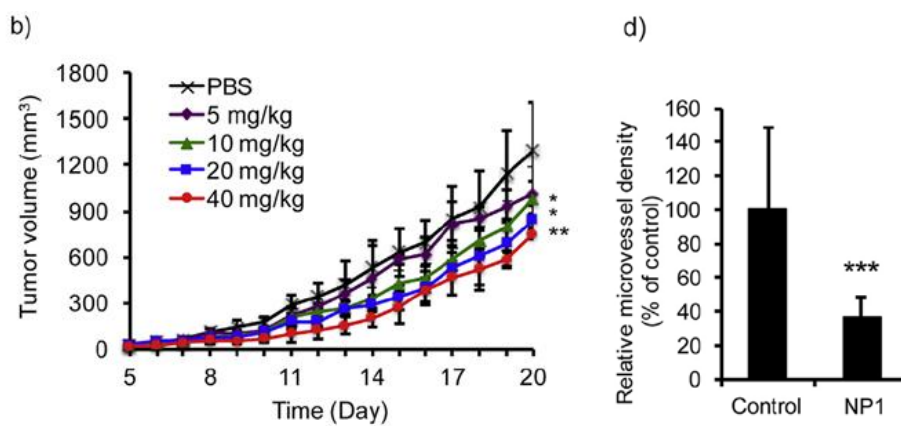 b)
Tumor volume (mm³)
1800
1500
1200
900
600
300
0
PBS
5 mg/kg
10 mg/kg
20 mg/kg
40 mg/kg
*
*
**
5
8
11
14
17
20
Time (Day)
d)
Relative microvessel density
(% of control)
160
140
120
100
80
60
40
20
0
***
Control
NP1